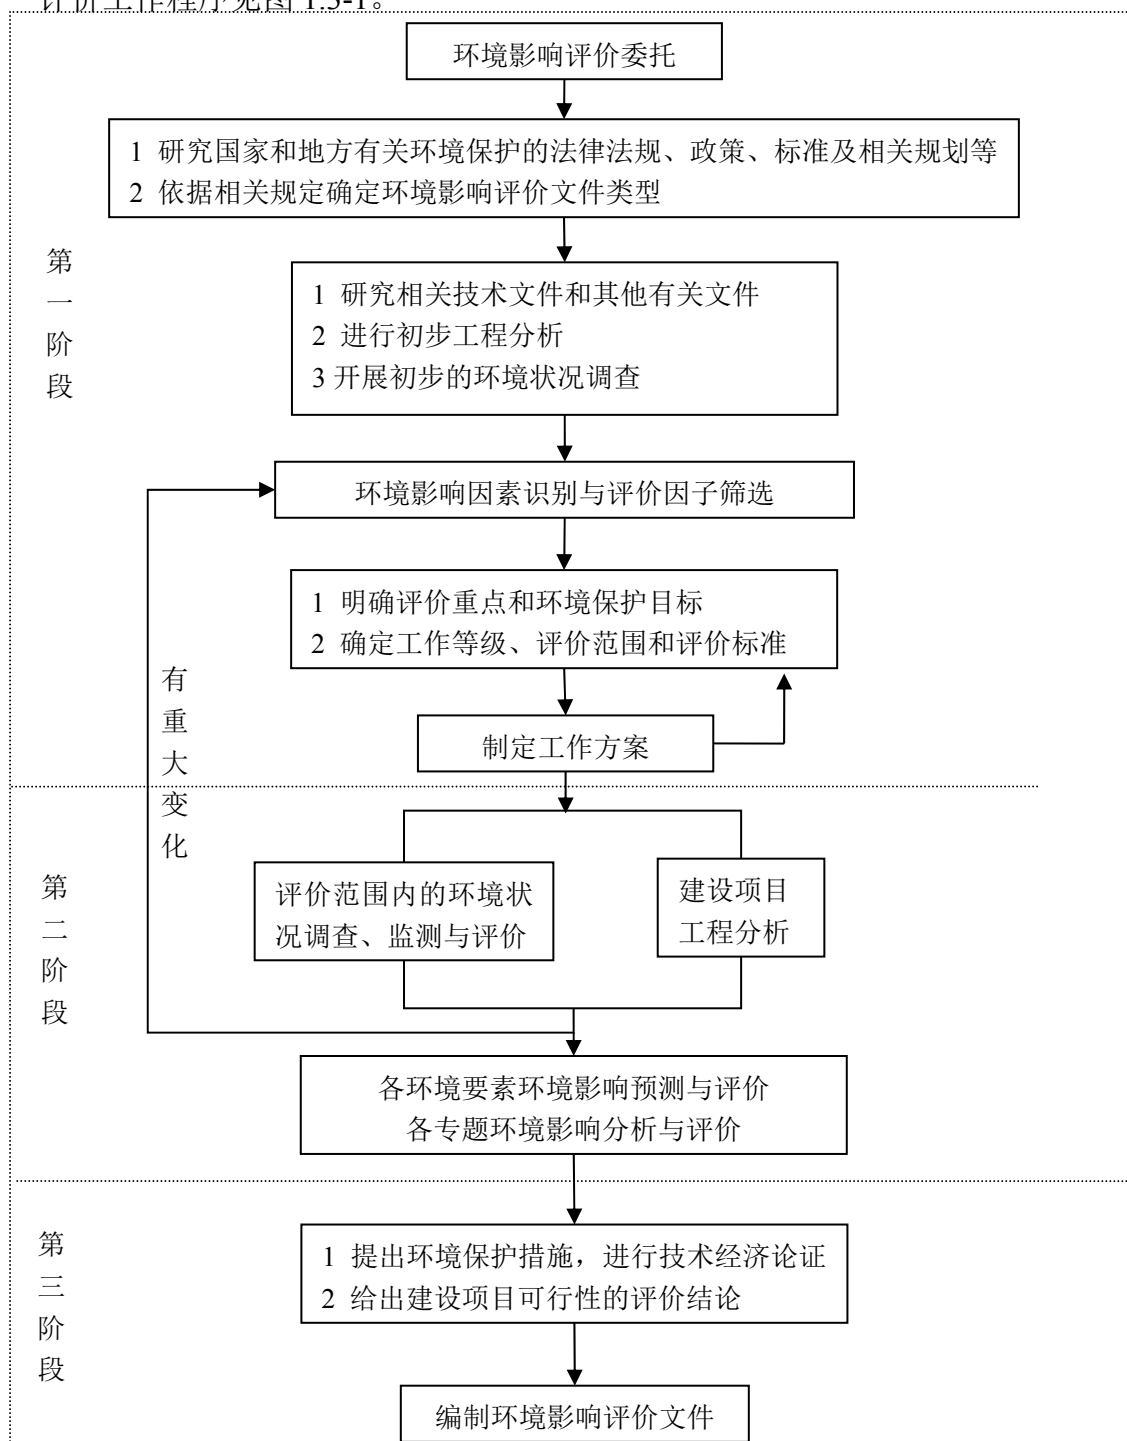 评价工作程序见图 1.3-1。
环境影响评价委托
1 研究国家和地方有关环境保护的法律法规、政策、标准及相关规划等
2 依据相关规定确定环境影响评价文件类型
第一阶段
1 研究相关技术文件和其他有关文件
2 进行初步工程分析
3 开展初步的环境状况调查
环境影响因素识别与评价因子筛选
1 明确评价重点和环境保护目标
2 确定工作等级、评价范围和评价标准
有重大变化
制定工作方案
第二阶段
评价范围内的环境状
况调查、监测与评价
建设项目
工程分析
各环境要素环境影响预测与评价
各专题环境影响分析与评价
第三阶段
1 提出环境保护措施，进行技术经济论证
2 给出建设项目可行性的评价结论
编制环境影响评价文件